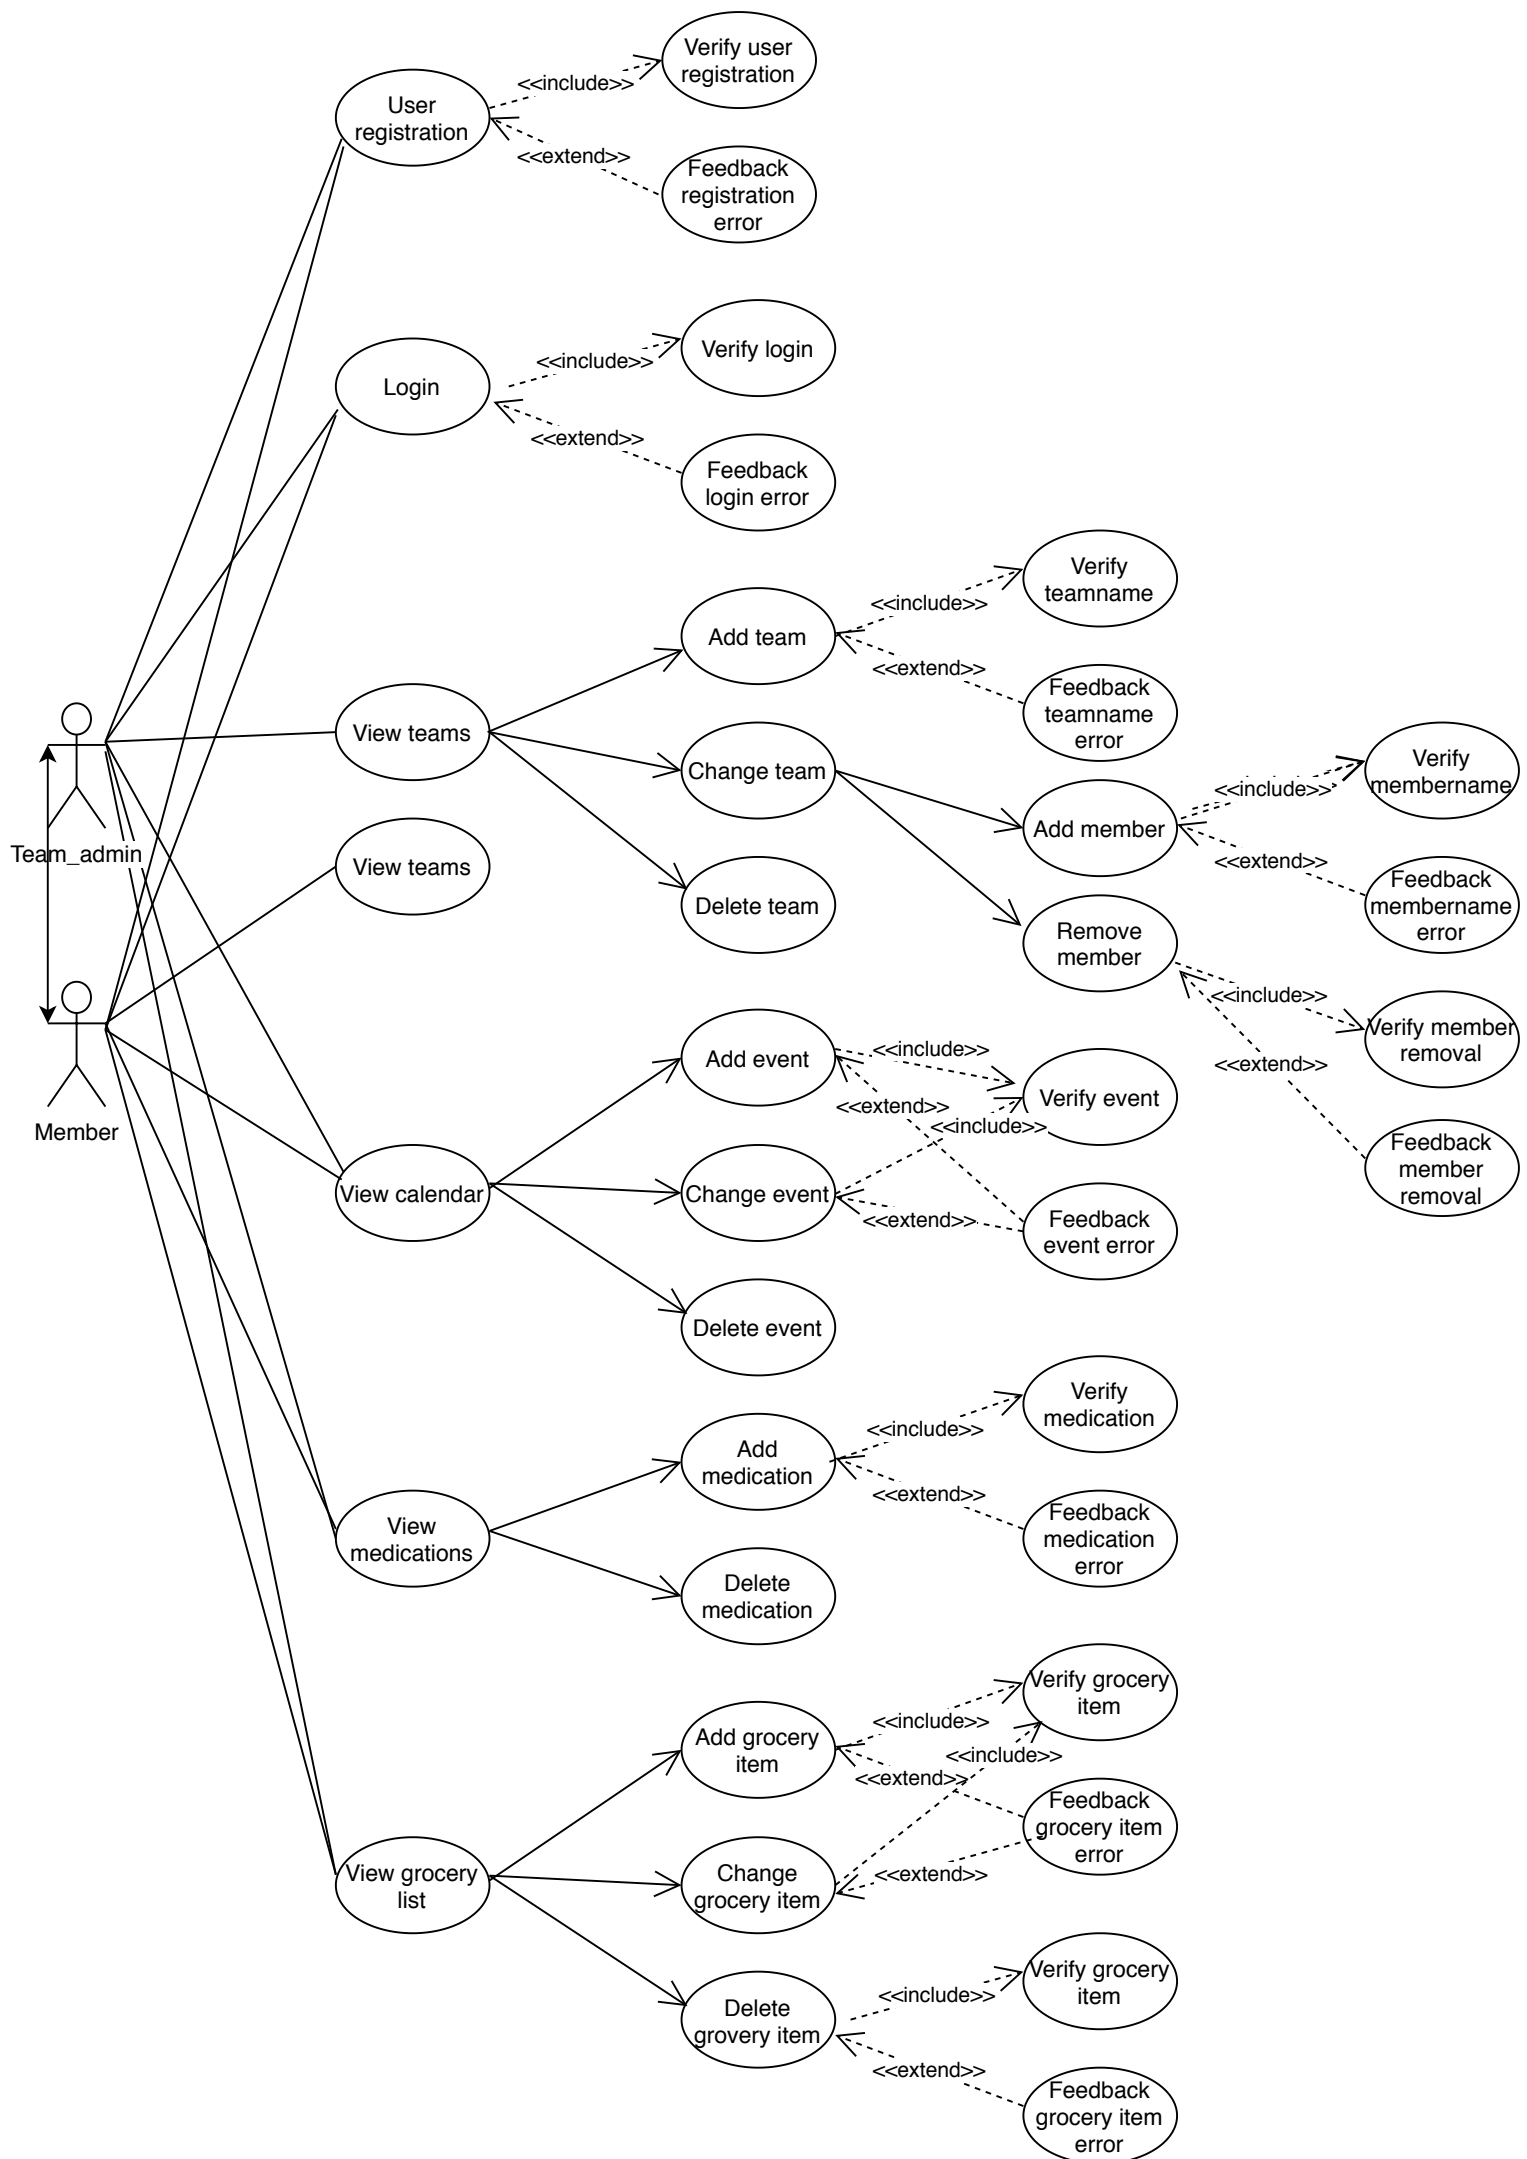 Verify user
registration
<<include>>
User
registration
<<extend>>
Feedback
registration
error
Verify login
<<include>>
Login
<<extend>>
Feedback
login error
Verify
teamname
<<include>>
Add team
<<extend>>
Feedback
teamname
error
View teams
Change team
Verify
membername
<<include>>
Add member
<<extend>>
Feedback
membername
error
Team_admin
View teams
Delete team
Remove
member
<<include>>
Verify member
removal
<<extend>>
Feedback
member
removal
Member
Add event
<<include>>
Verify event
<<extend>>
<<include>>
View calendar
Change event
<<extend>>
Feedback
event error
Delete event
Verify
medication
<<include>>
Add
medication
<<extend>>
Feedback
medication
error
View
medications
Delete
medication
Verify grocery
item
<<include>>
Add grocery
item
<<include>>
<<extend>>
Feedback
grocery item
error
View grocery
list
Change
grocery item
<<extend>>
Verify grocery
item
<<include>>
Delete
grovery item
<<extend>>
Feedback
grocery item
error